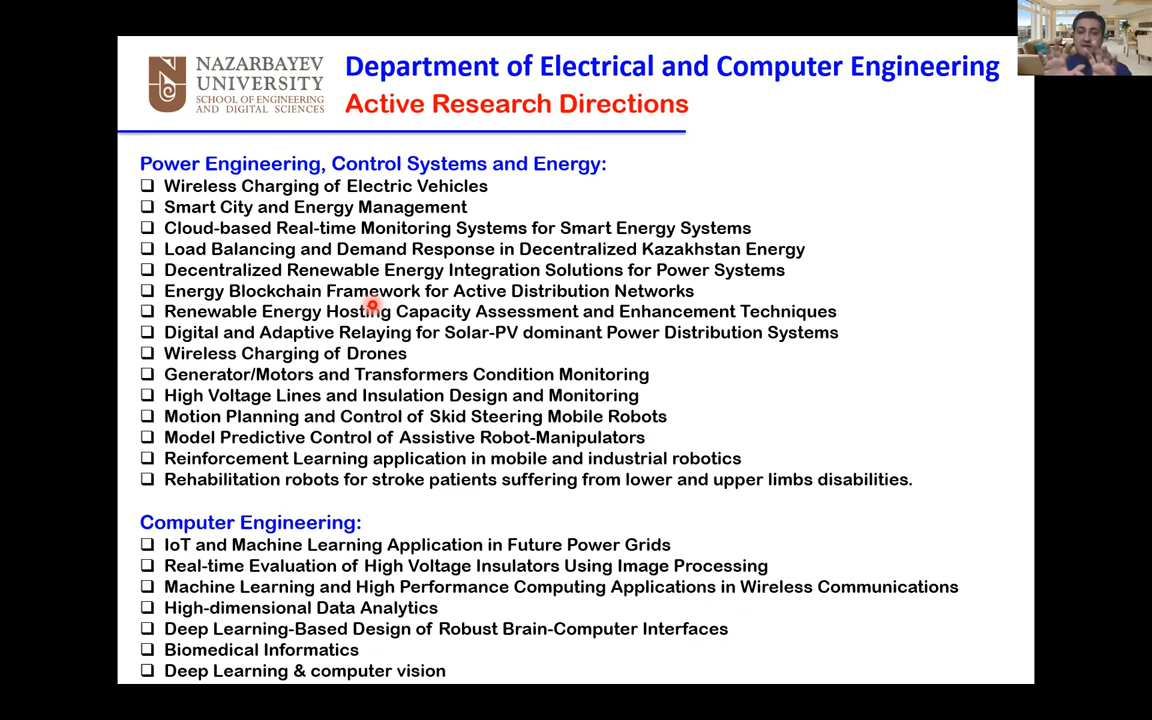 NAZARBAYEV
UNIVERSITY
SCHOOL OF ENGINEERING
AND DIGITAL SCIENCES
Department of Electrical and Computer Engineering
Active Research Directions
Power Engineering, Control Systems and Energy:
Wireless Charging of Electric Vehicles
Smart City and Energy Management
Cloud-based Real-time Monitoring Systems for Smart Energy Systems
Load Balancing and Demand Response in Decentralized Kazakhstan Energy
Decentralized Renewable Energy Integration Solutions for Power Systems
Energy Blockchain Framework for Active Distribution Networks
Renewable Energy Hosting Capacity Assessment and Enhancement Techniques
Digital and Adaptive Relaying for Solar-PV dominant Power Distribution Systems
Wireless Charging of Drones
Generator/Motors and Transformers Condition Monitoring
High Voltage Lines and Insulation Design and Monitoring
Motion Planning and Control of Skid Steering Mobile Robots
Model Predictive Control of Assistive Robot-Manipulators
Reinforcement Learning application in mobile and industrial robotics
Rehabilitation robots for stroke patients suffering from lower and upper limbs disabilities.
Computer Engineering:
IoT and Machine Learning Application in Future Power Grids
Real-time Evaluation of High Voltage Insulators Using Image Processing
Machine Learning and High Performance Computing Applications in Wireless Communications
High-dimensional Data Analytics
Deep Learning-Based Design of Robust Brain-Computer Interfaces
Biomedical Informatics
Deep Learning & computer vision